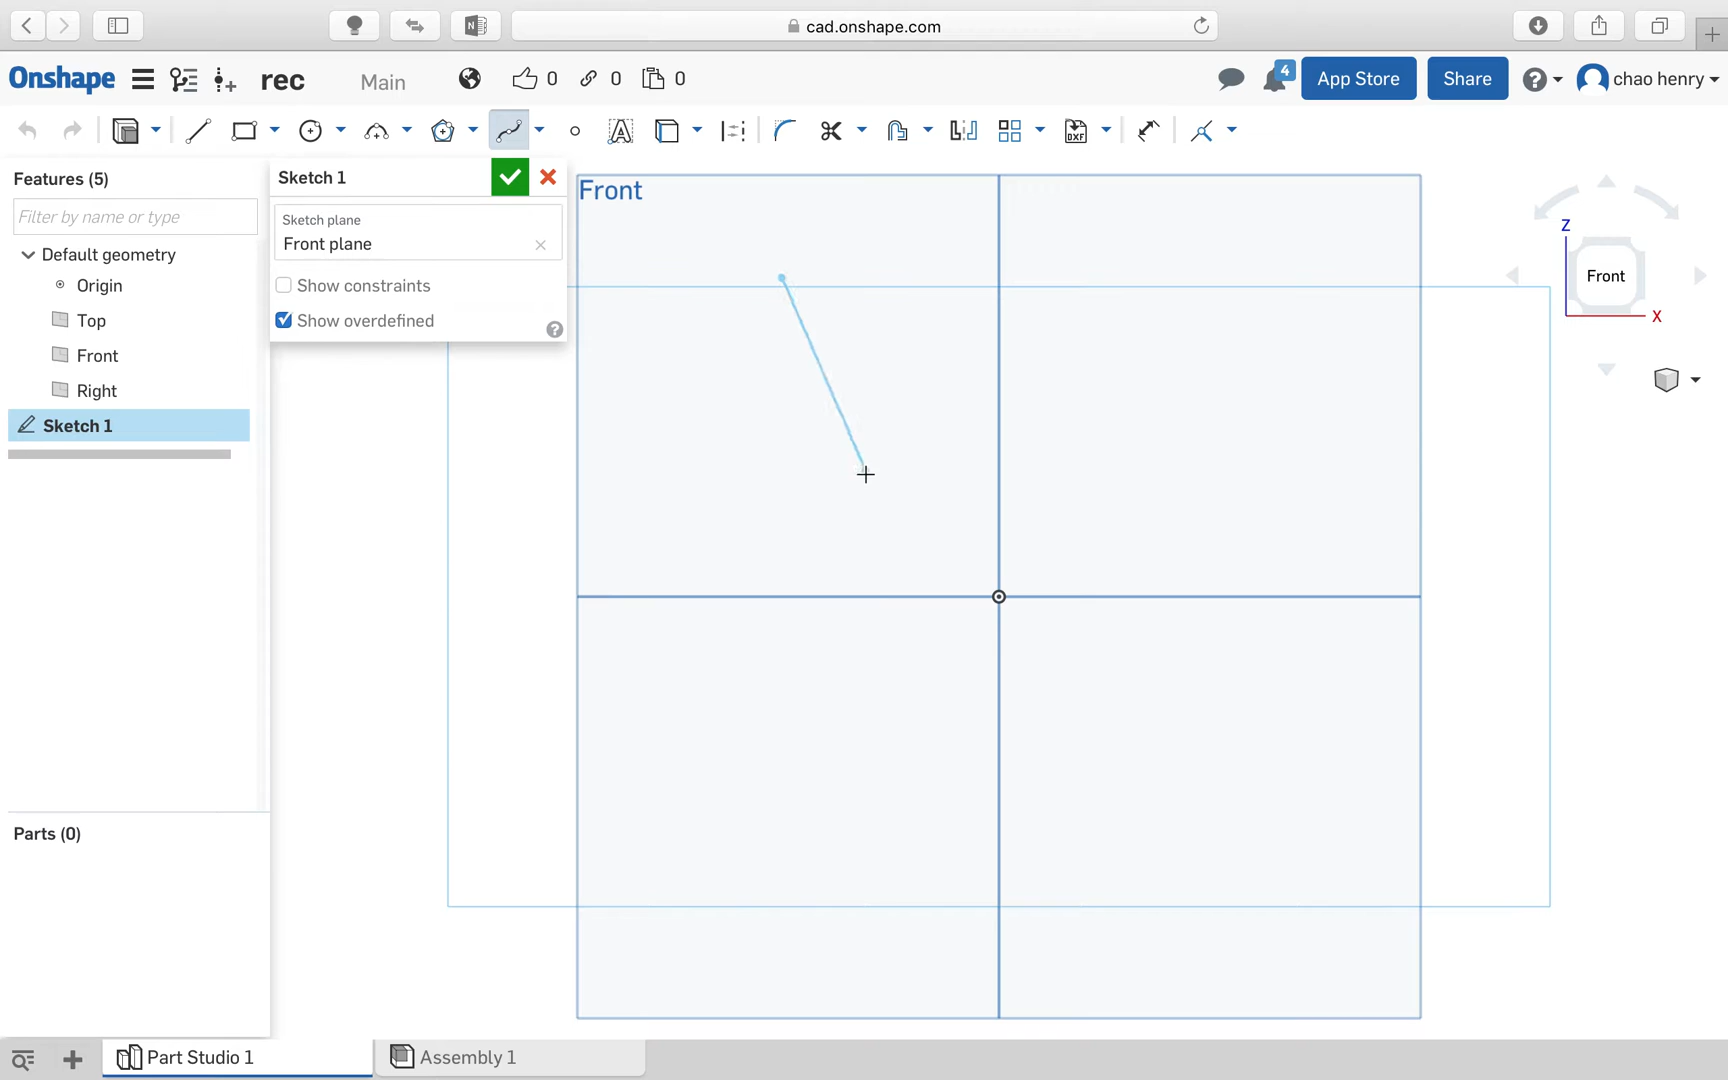 cad.onshape.com
Onshape rec Main 0 0 0 4 App Store Share chao henry
Features (5)
Filter by name or type
Default geometry
Origin
Top
Front
Right
Sketch 1
Parts (0)
Sketch 1
Sketch plane
Front plane
Show constraints
Show overdefined
Front
Z
Front
X
Part Studio 1
Assembly 1